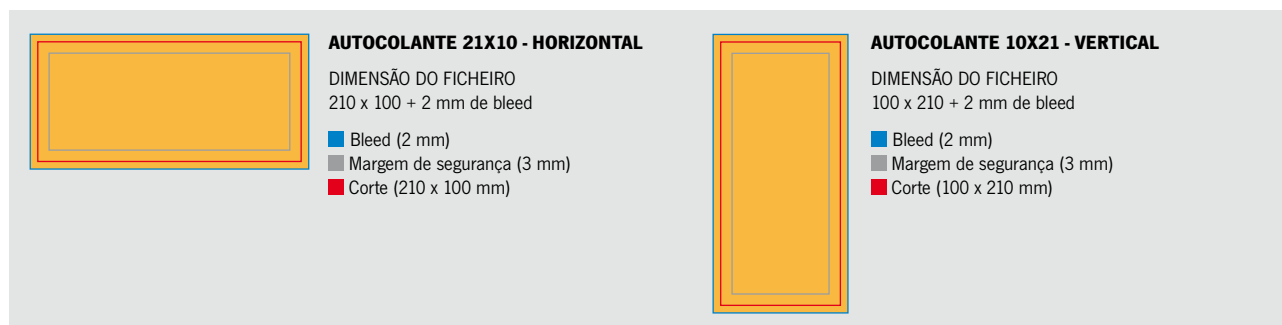 AUTOCOLANTE 21X10 - HORIZONTAL
DIMENSÃO DO FICHEIRO
210 x 100 + 2 mm de bleed
Bleed (2 mm)
Margem de segurança (3 mm)
Corte (210 x 100 mm)
AUTOCOLANTE 10X21 - VERTICAL
DIMENSÃO DO FICHEIRO
100 x 210 + 2 mm de bleed
Bleed (2 mm)
Margem de segurança (3 mm)
Corte (100 x 210 mm)